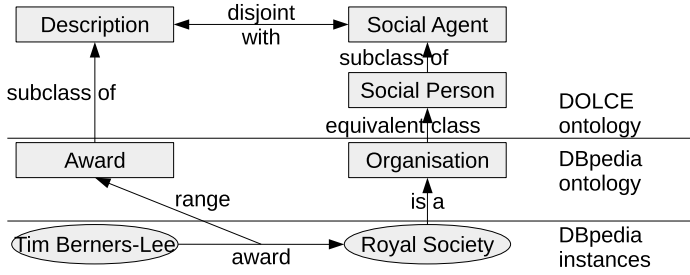 Description
disjoint
with
Social Agent
subclass of
subclass of
Social Person
equivalent class
DOLCE
ontology
Award
Organisation
DBpedia
ontology
range
is a
Tim Berners-Lee
award
Royal Society
DBpedia
instances